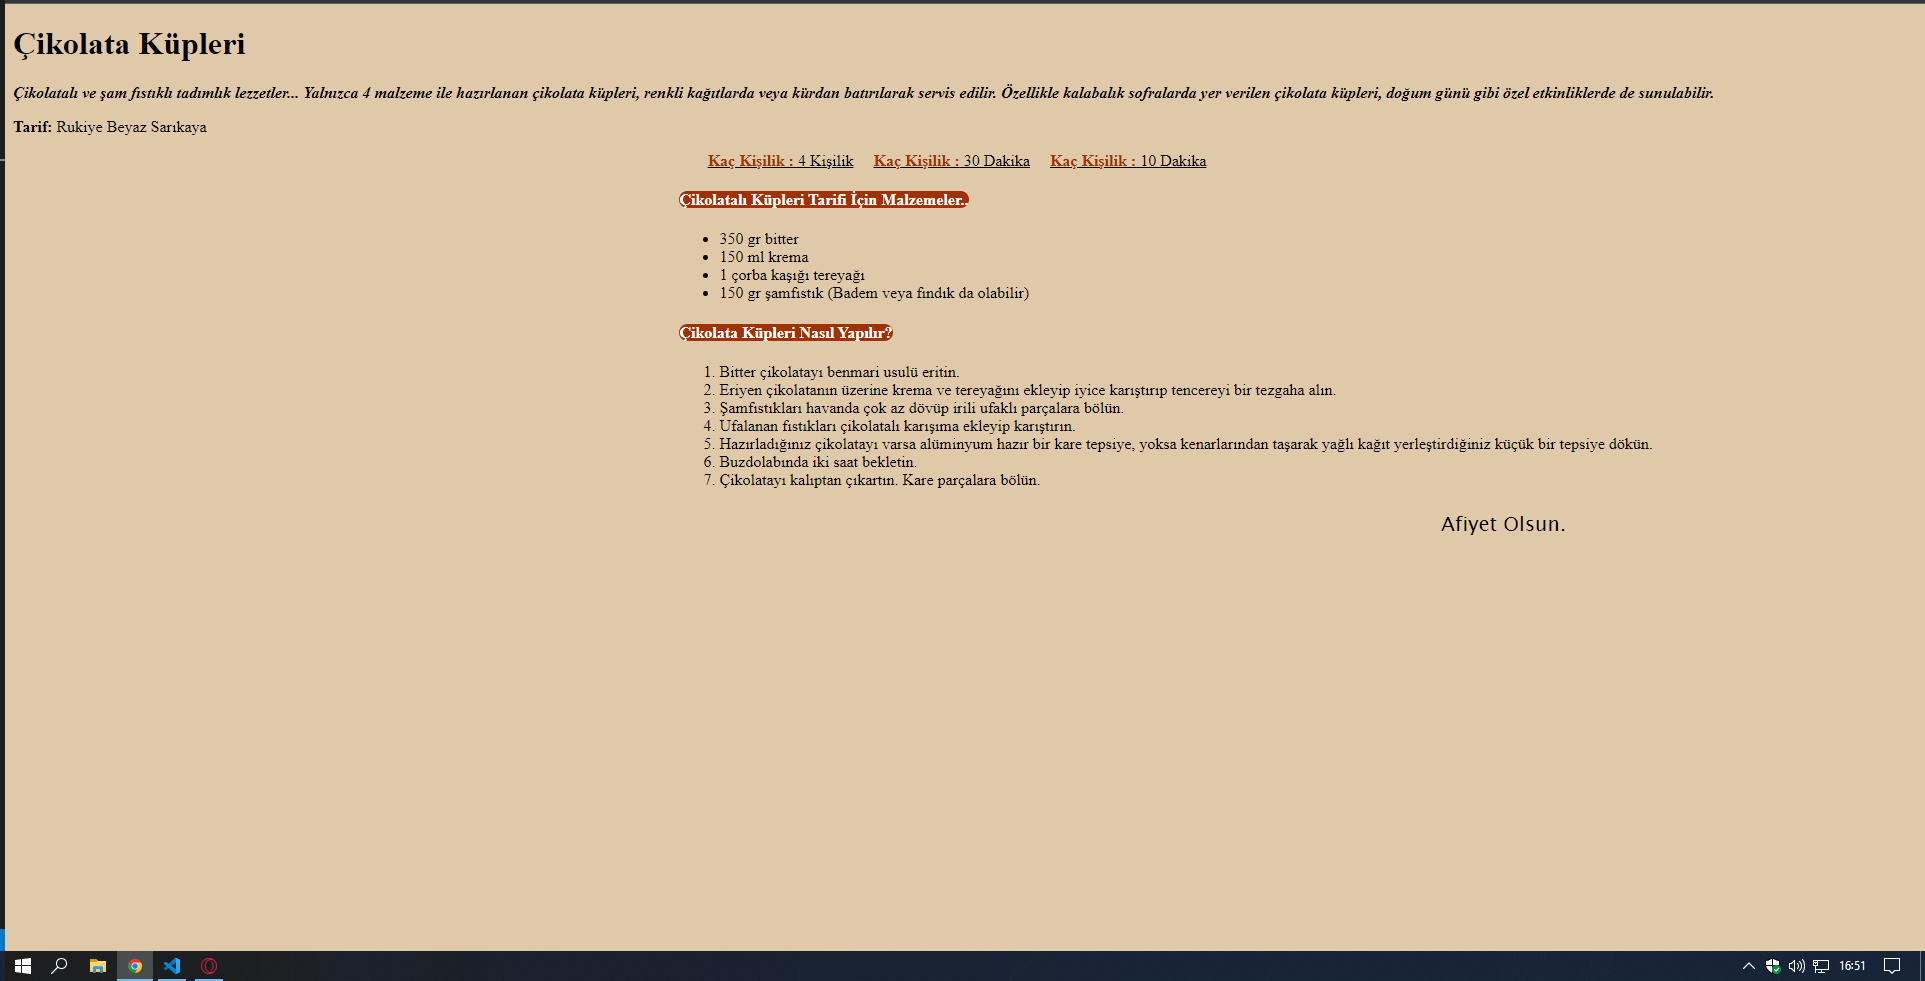 Çikolata Küpleri
Çikolatalı ve şam fıstıklı tadımlık lezzetler... Yalnızca 4 malzeme ile hazırlanan çikolata küpleri, renkli kağıtlarda veya kürdan batırılarak servis edilir. Özellikle kalabalık sofralarda yer verilen çikolata küpleri, doğum günü gibi özel etkinliklerde de sunulabilir.
Tarif: Rukiye Beyaz Sarıkaya
Kaç Kişilik : 4 Kişilik Kaç Kişilik : 30 Dakika Kaç Kişilik : 10 Dakika
Çikolatalı Küpleri Tarifi İçin Malzemeler..
• 350 gr bitter
• 150 ml krema
• 1 çorba kaşığı tereyağı
• 150 gr şamfıstık (Badem veya fındık da olabilir)
Çikolata Küpleri Nasıl Yapılır?
1. Bitter çikolatayı benmari usulü eritin.
2. Eriyen çikolatanın üzerine krema ve tereyağını ekleyip iyice karıştırıp tencereyi bir tezgaha alın.
3. Şamfıstıkları havanda çok az dövüp irili ufaklı parçalara bölün.
4. Ufalanan fıstıkları çikolatalı karışıma ekleyip karıştırın.
5. Hazırladığınız çikolatayı varsa alüminyum hazır bir kare tepsiye, yoksa kenarlarından taşarak yağlı kağıt yerleştirdiğiniz küçük bir tepsiye dökün.
6. Buzdolabında iki saat bekletin.
7. Çikolatayı kalıptan çıkartın. Kare parçalara bölün.
Afiyet Olsun.
16:51